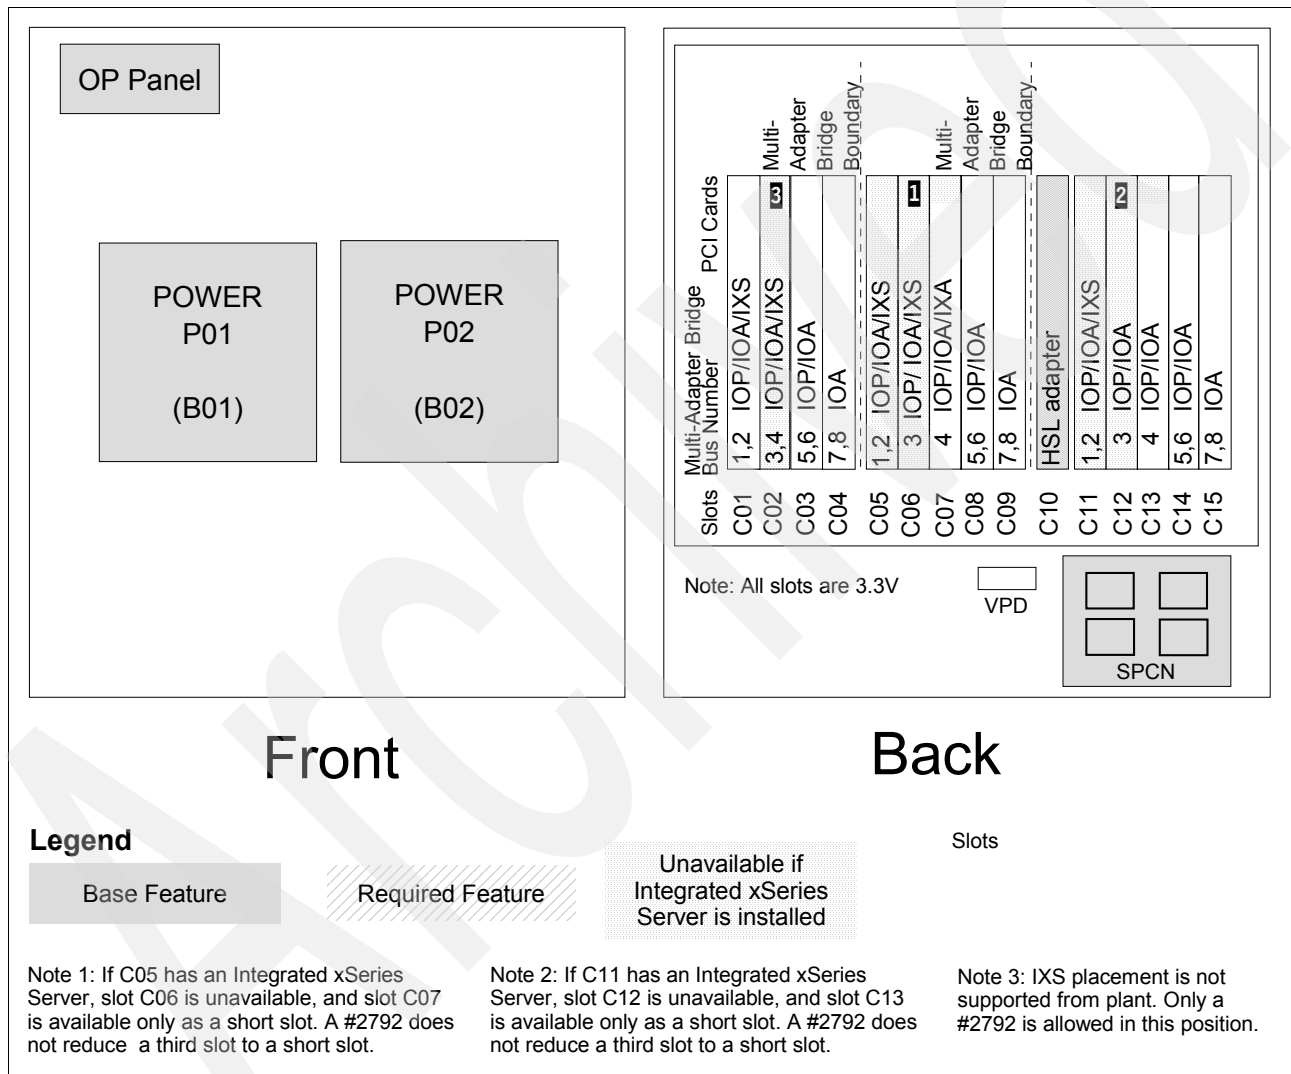 OP Panel
POWER
P01
(B01)
POWER
P02
(B02)
Multi-
Adapter
Bridge
Boundary
Multi-
Adapter
Bridge
Boundary
Slots
Multi-Adapter Bridge
Bus Number
PCI Cards
C01 1,2 IOP/IOA/IXS
C02 3,4 IOP/IOA/IXS 3
C03 5,6 IOP/IOA
C04 7,8 IOA
C05 1,2 IOP/IOA/IXS
C06 3 IOP/ IOA/IXS 1
C07 4 IOP/IOA/IXA
C08 5,6 IOP/IOA
C09 7,8 IOA
C10 HSL adapter
C11 1,2 IOP/IOA/IXS
C12 3 IOP/IOA 2
C13 4 IOP/IOA
C14 5,6 IOP/IOA
C15 7,8 IOA
Note: All slots are 3.3V
VPD
SPCN
Front
Back
Legend
Base Feature
Required Feature
Unavailable if
Integrated xSeries
Server is installed
Slots
Note 1: If C05 has an Integrated xSeries
Server, slot C06 is unavailable, and slot C07
is available only as a short slot. A #2792 does
not reduce a third slot to a short slot.
Note 2: If C11 has an Integrated xSeries
Server, slot C12 is unavailable, and slot C13
is available only as a short slot. A #2792 does
not reduce a third slot to a short slot.
Note 3: IXS placement is not
supported from plant. Only a
#2792 is allowed in this position.
Archived